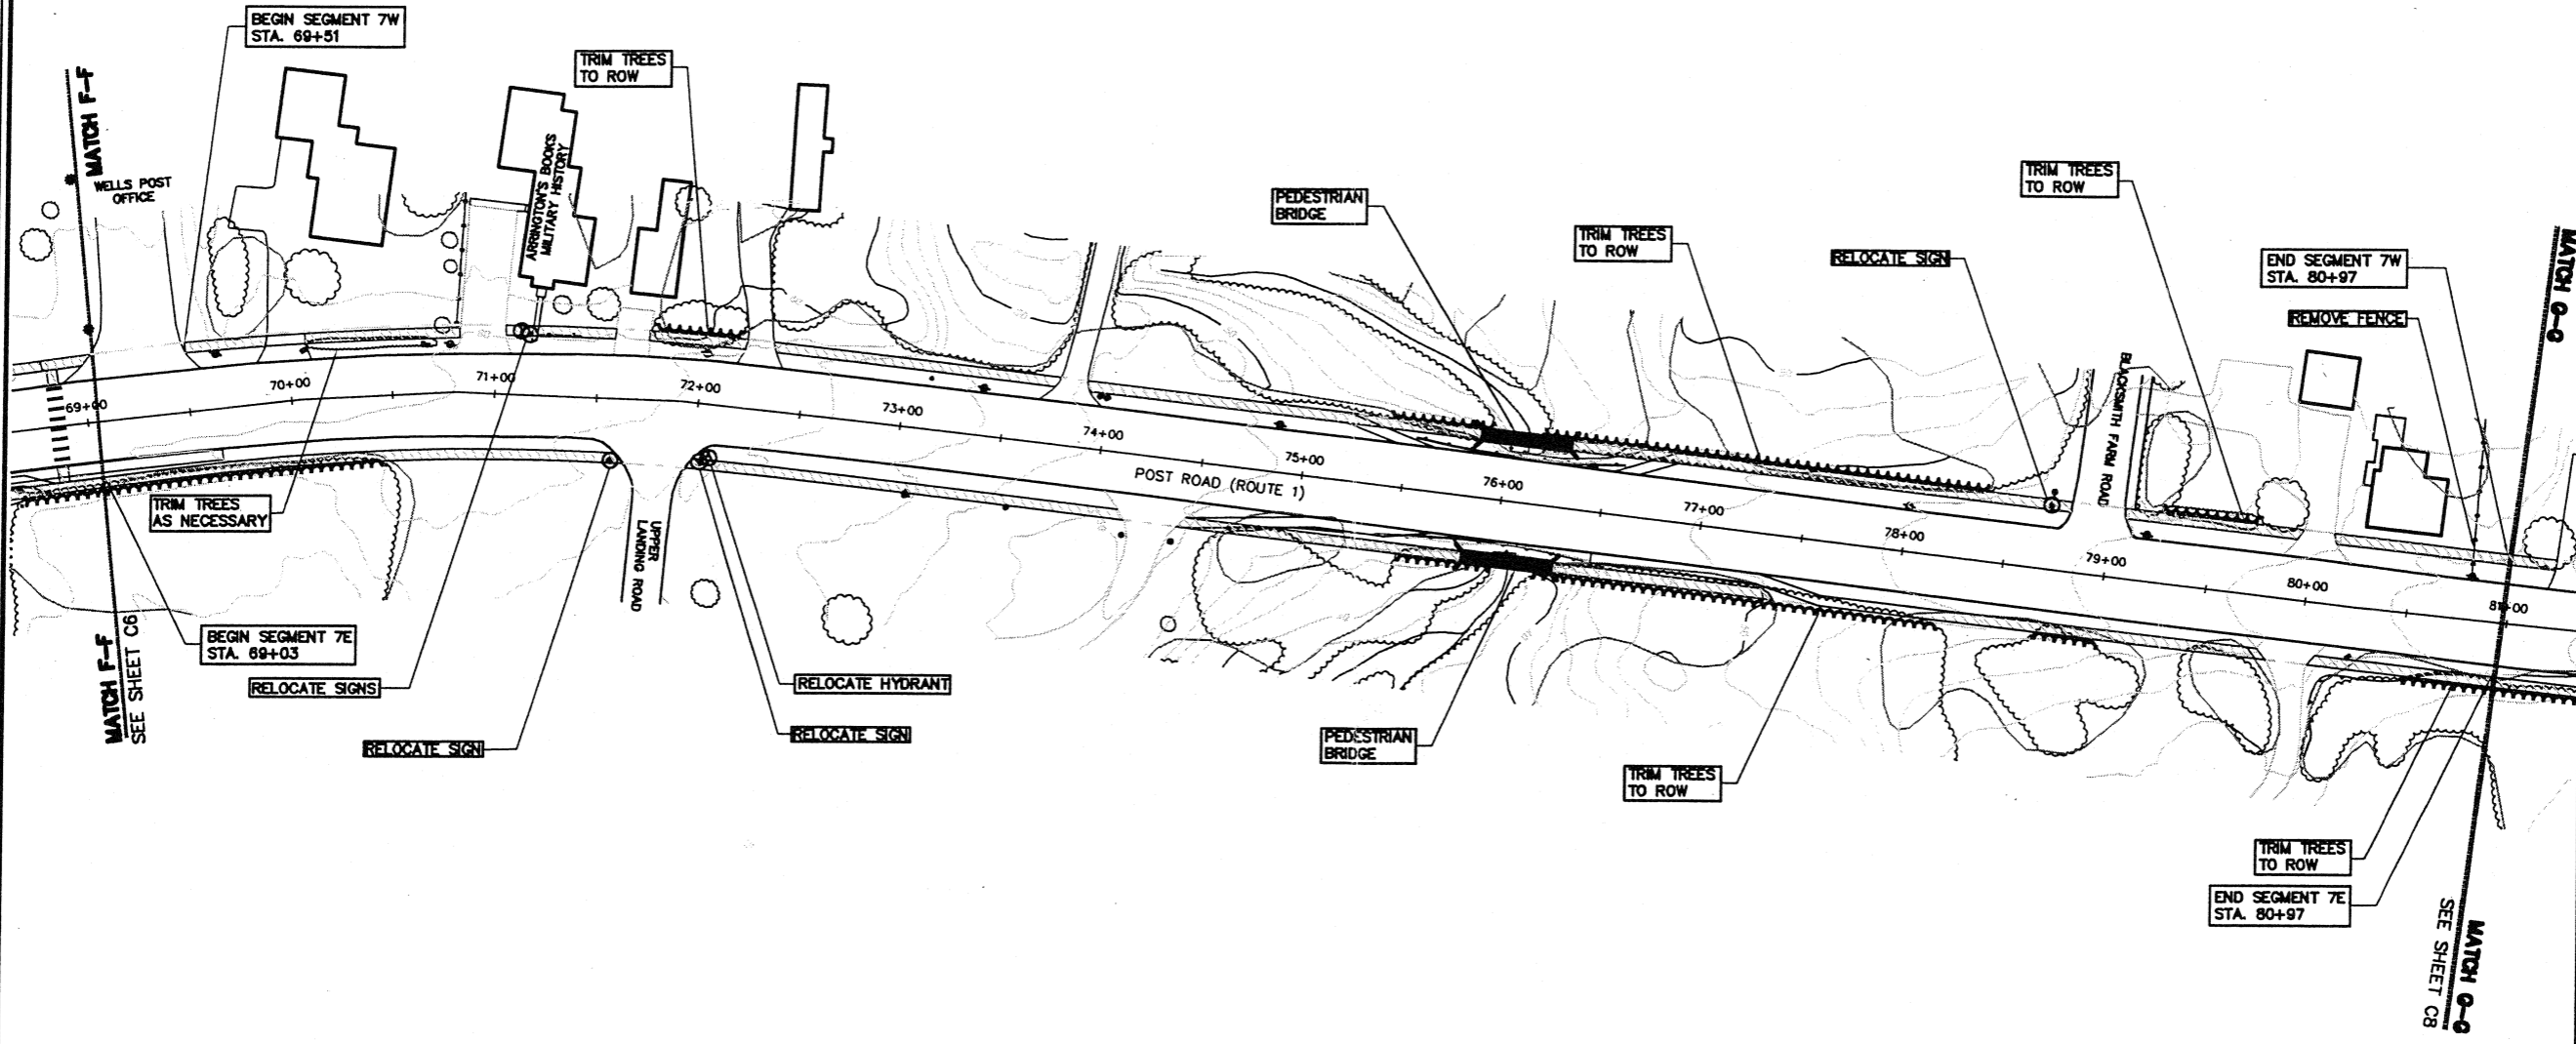 BEGIN SEGMENT 7W
STA. 69+51
MATCH F-F
WELLS POST
OFFICE
TRIM TREES
TO ROW
ARRINGTON'S BOOKS
MILITARY HISTORY
PEDESTRIAN
BRIDGE
TRIM TREES
TO ROW
RELOCATE SIGN
TRIM TREES
TO ROW
END SEGMENT 7W
STA. 80+97
REMOVE FENCE
MATCH G-G
BLACKSMITH FARM ROAD
69+00
70+00
71+00
72+00
73+00
74+00
75+00
76+00
77+00
78+00
79+00
80+00
81+00
POST ROAD (ROUTE 1)
TRIM TREES
AS NECESSARY
UPPER
LANDING ROAD
BEGIN SEGMENT 7E
STA. 69+03
MATCH F-F
SEE SHEET C6
RELOCATE SIGNS
RELOCATE SIGN
RELOCATE HYDRANT
RELOCATE SIGN
PEDESTRIAN
BRIDGE
TRIM TREES
TO ROW
TRIM TREES
TO ROW
END SEGMENT 7E
STA. 80+97
MATCH G-G
SEE SHEET C8